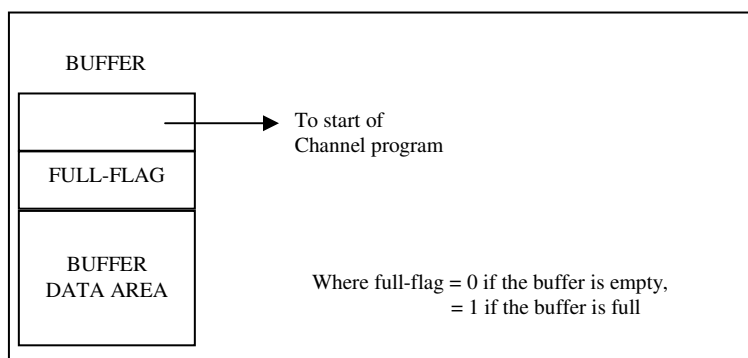 BUFFER
To start of
Channel program
FULL-FLAG
BUFFER
DATA AREA
Where full-flag = 0 if the buffer is empty,
= 1 if the buffer is full